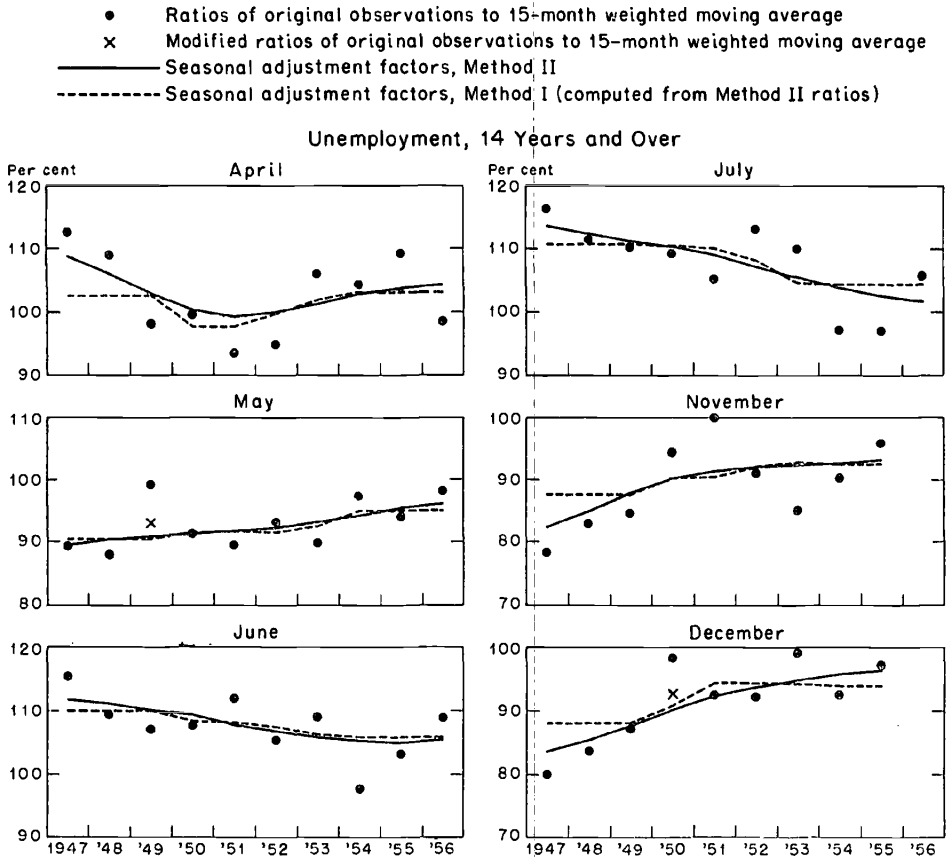 Ratios of original observations to 15-month weighted moving average
Modified ratios of original observations to 15-month weighted moving average
Seasonal adjustment factors, Method II
Seasonal adjustment factors, Method I (computed from Method II ratios)
Unemployment, 14 Years and Over
Per cent
April
120
110
100
90
May
110
100
90
80
June
120
110
100
90
1947 '48 '49 '50 '51 '52 '53 '54 '55 '56
Per cent
July
120
110
100
90
November
100
90
80
70
December
100
90
80
70
1947 '48 '49 '50 '51 '52 '53 '54 '55 '56